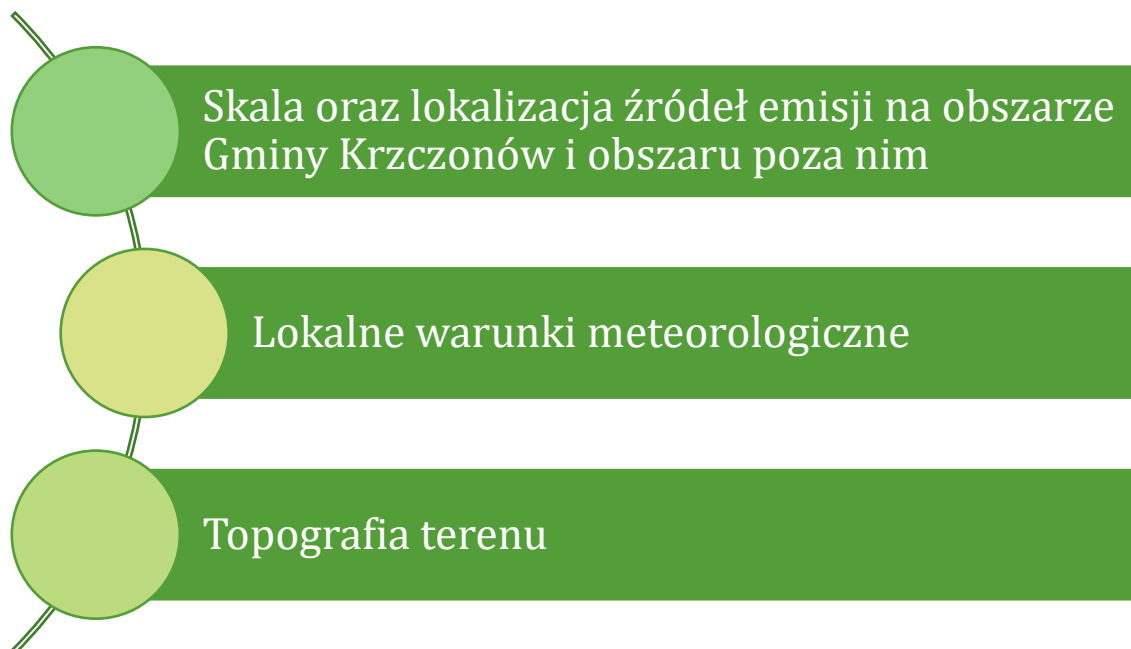 Skala oraz lokalizacja źródeł emisji na obszarze
Gminy Krzczonów i obszaru poza nim
Lokalne warunki meteorologiczne
Topografia terenu